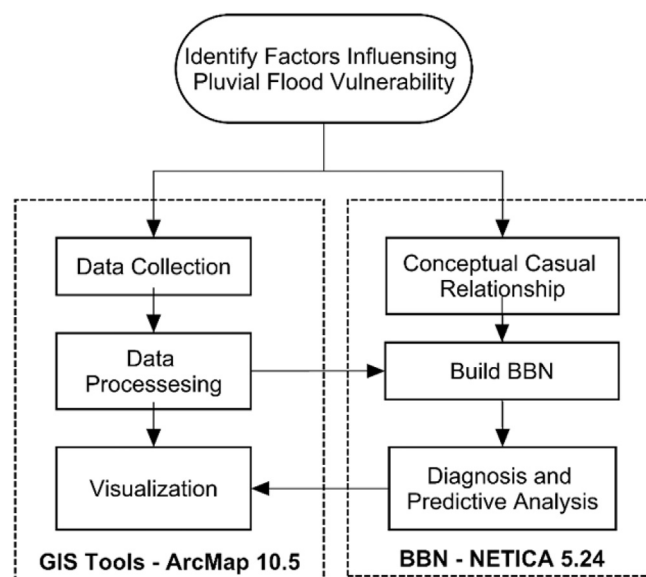 Identify Factors Influencing
Pluvial Flood Vulnerability
Data Collection
Data
Processesing
Visualization
GIS Tools - ArcMap 10.5
Conceptual Casual
Relationship
Build BBN
Diagnosis and
Predictive Analysis
BBN - NETICA 5.24